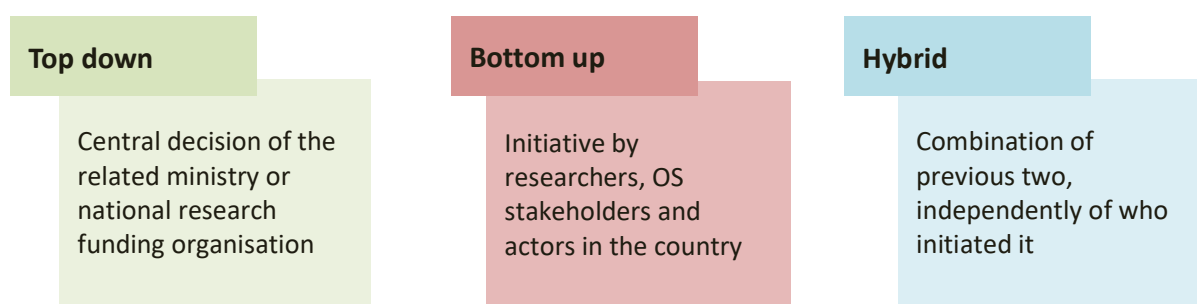 Top down
Central decision of the
related ministry or
national research
funding organisation
Bottom up
Initiative by
researchers, OS
stakeholders and
actors in the country
Hybrid
Combination of
previous two,
independently of who
initiated it